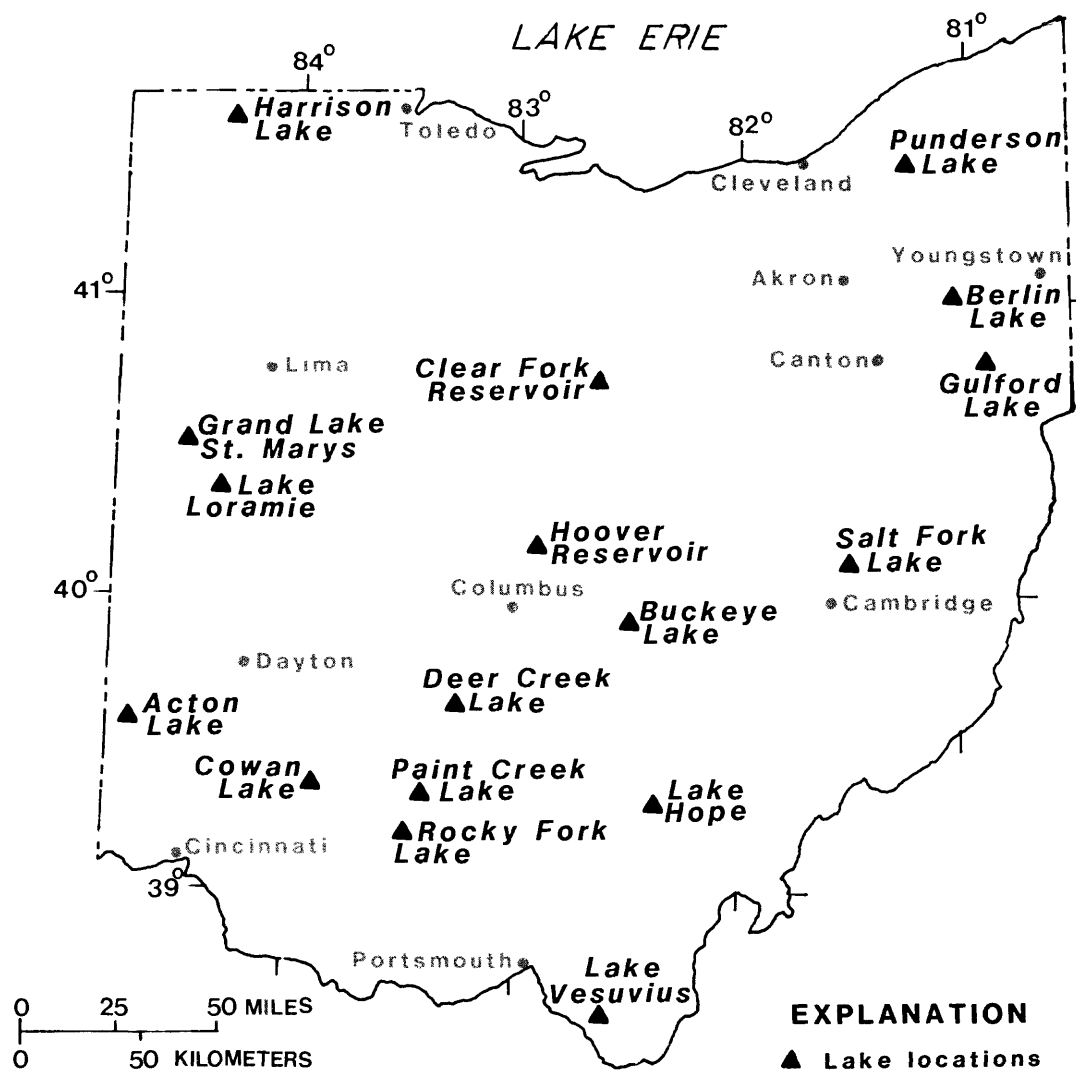 LAKE ERIE
81°
84°
83°
82°
Harrison
Lake
Toledo
Punderson
Lake
Cleveland
Youngstown
Akron
41°
Berlin
Lake
Lima
Clear Fork
Reservoir
Canton
Gulford
Lake
Grand Lake
St. Marys
Lake
Loramie
Hoover
Reservoir
Salt Fork
Lake
40°
Columbus
Cambridge
Buckeye
Lake
Dayton
Deer Creek
Lake
Acton
Lake
Cowan
Lake
Paint Creek
Lake
Lake
Hope
Rocky Fork
Lake
Cincinnati
39°
Portsmouth
Lake
Vesuvius
0 25 50 MILES
0 50 KILOMETERS
EXPLANATION
Lake locations